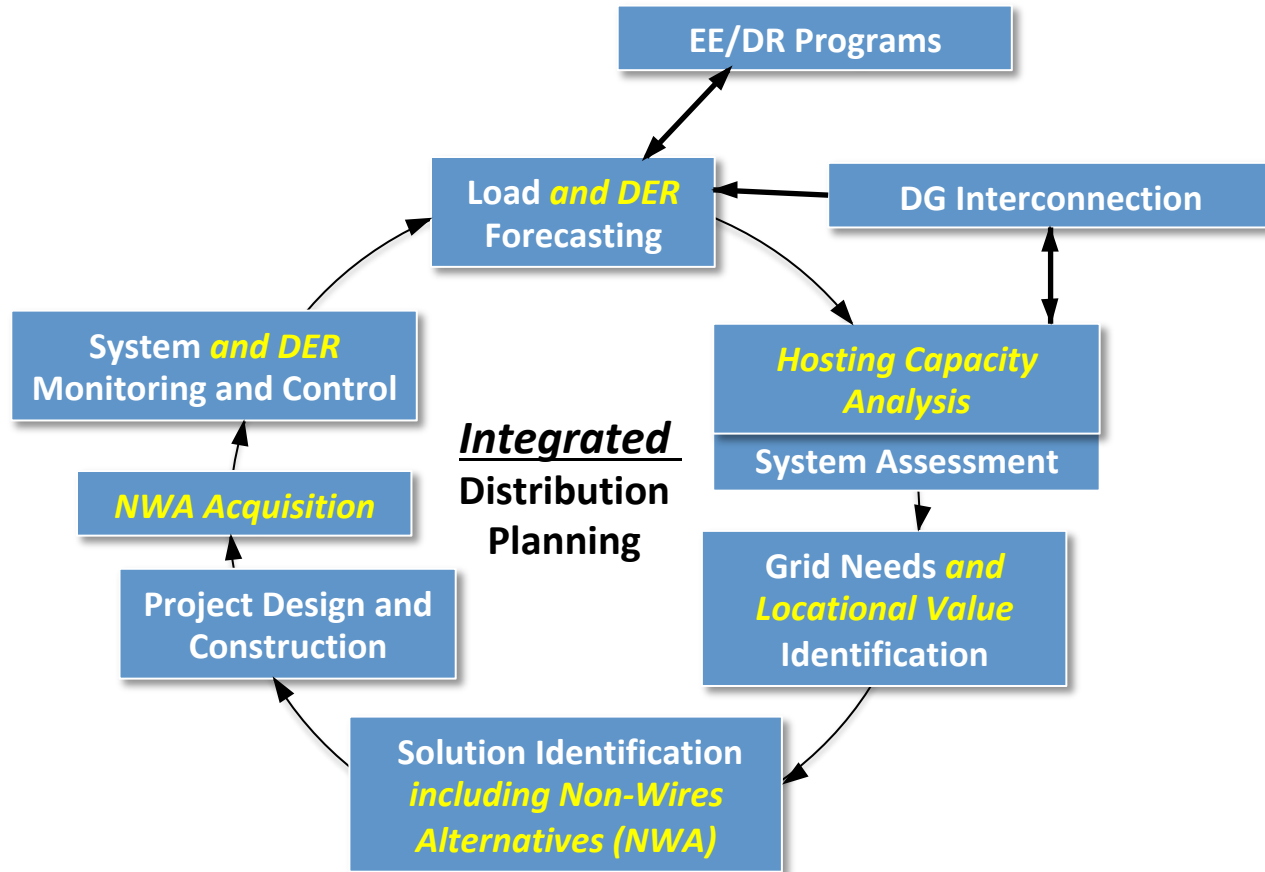 EE/DR Programs
Load and DER
Forecasting
DG Interconnection
System and DER
Monitoring and Control
Hosting Capacity
Analysis
System Assessment
Integrated
Distribution
Planning
NWA Acquisition
Grid Needs and
Locational Value
Identification
Project Design and
Construction
Solution Identification
including Non-Wires
Alternatives (NWA)